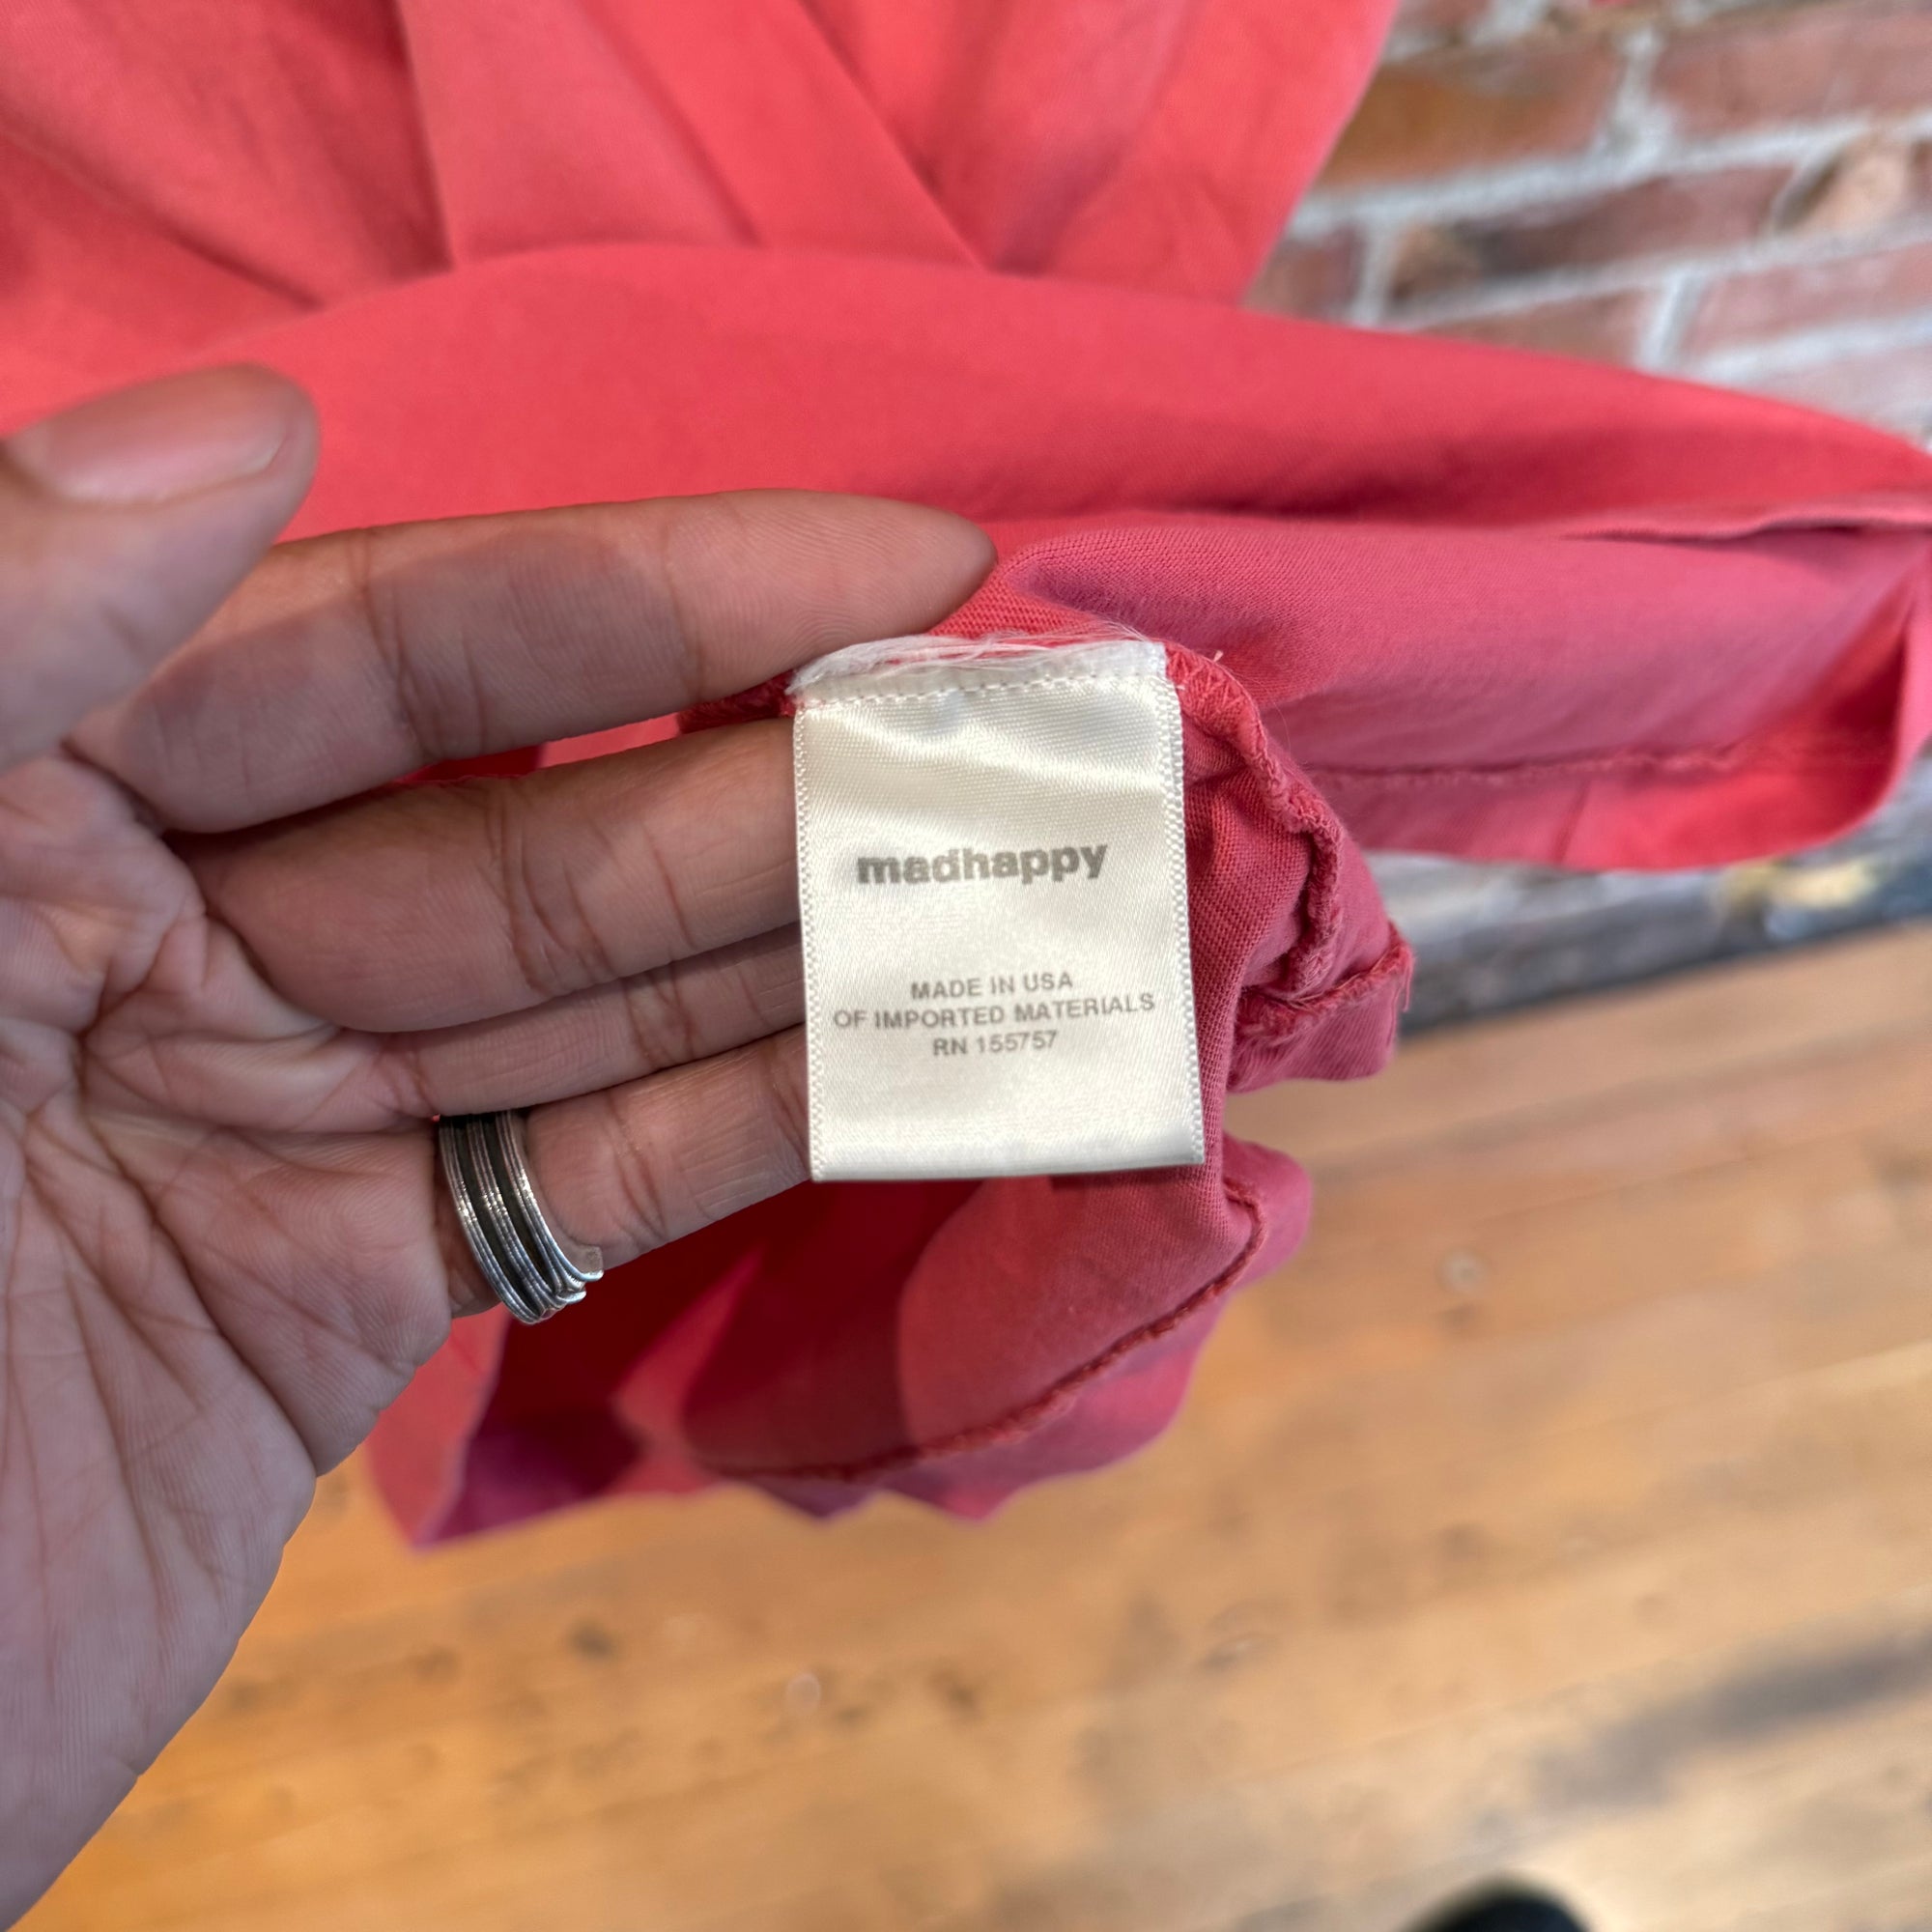 madhappy
MADE IN USA
OF IMPORTED MATERIALS
RN 155757